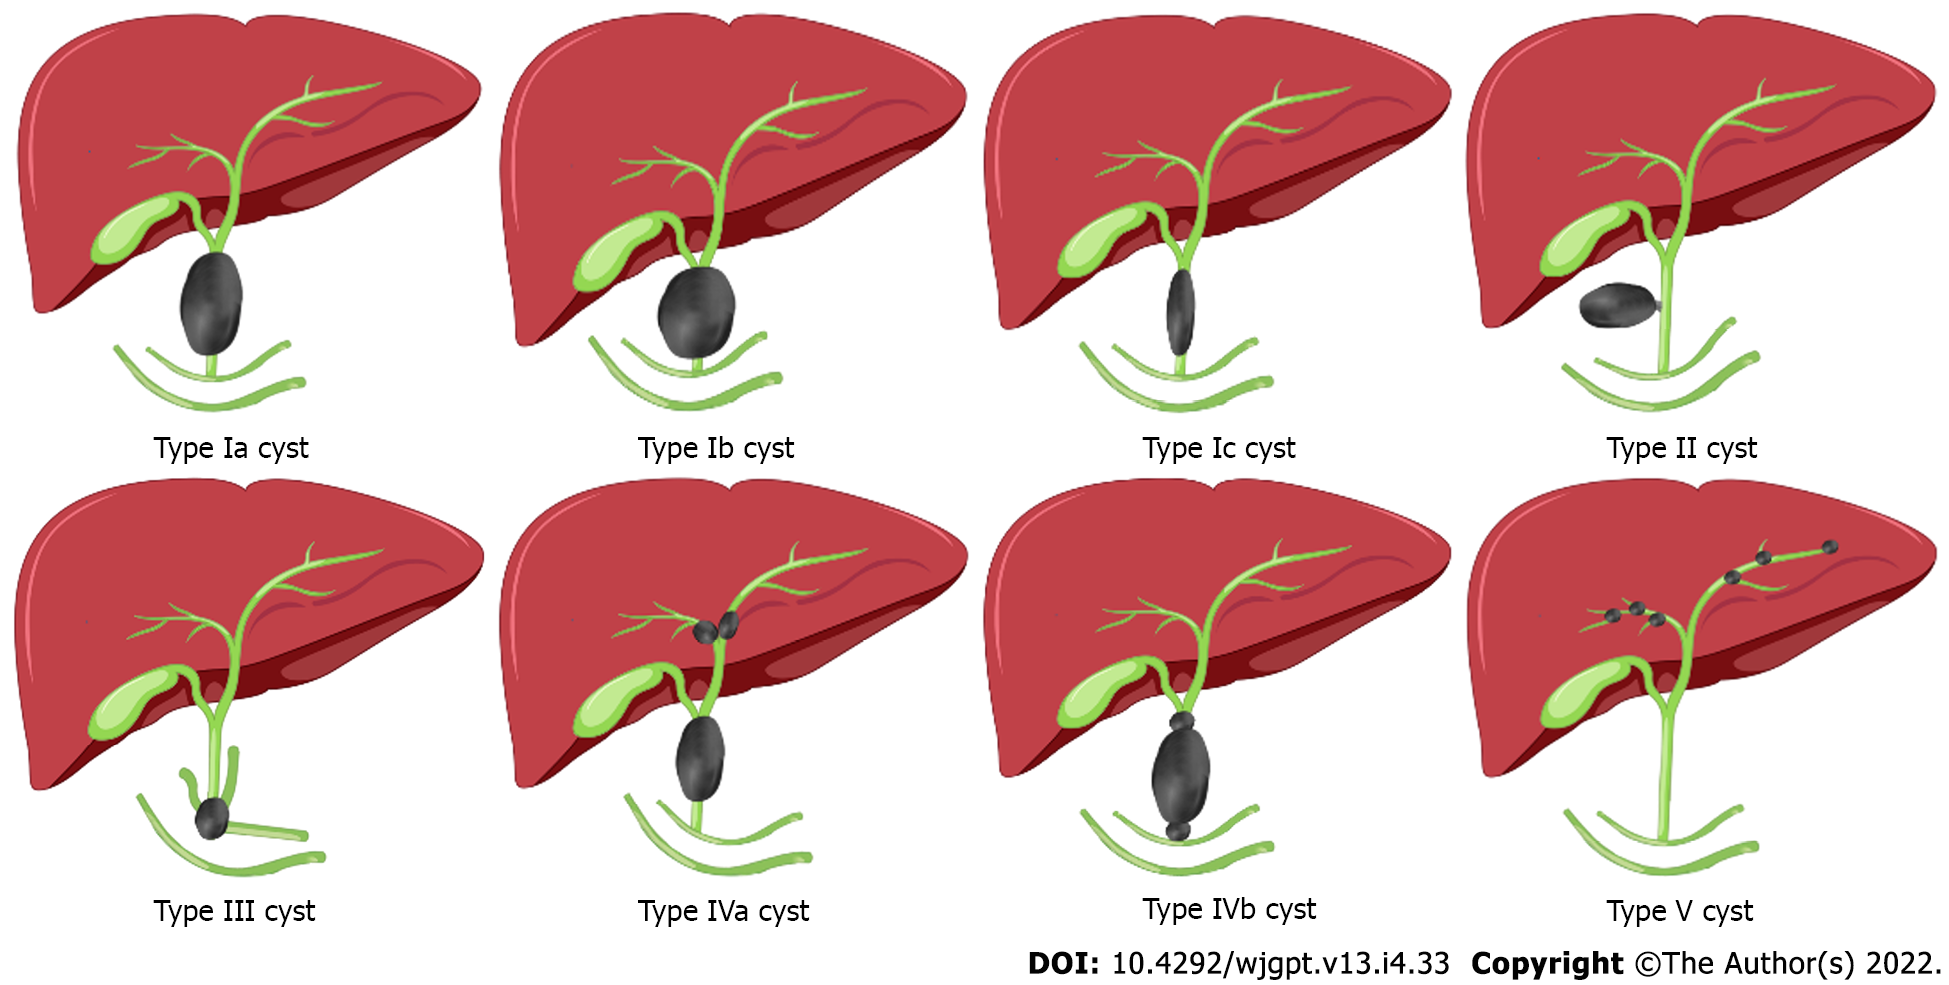 Type Ia cyst
Type Ib cyst
Type Ic cyst
Type II cyst
Type III cyst
Type IVa cyst
Type IVb cyst
Type V cyst
DOI: 10.4292/wjgpt.v13.i4.33 Copyright ©The Author(s) 2022.